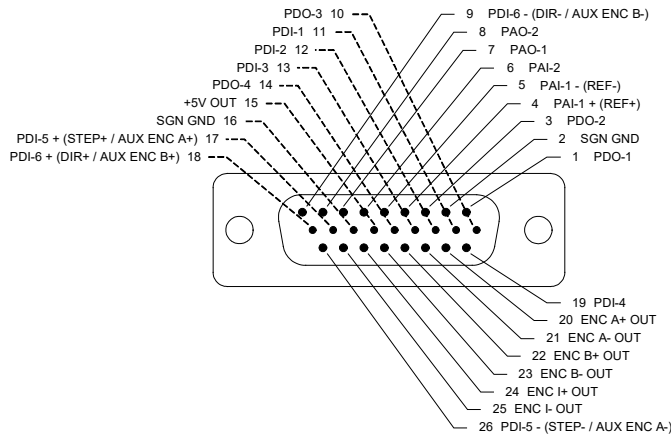 PDO-3 10
PDI-1 11
PDI-2 12
PDI-3 13
PDO-4 14
+5V OUT 15
SGN GND 16
PDI-5 + (STEP+ / AUX ENC A+) 17
PDI-6 + (DIR+ / AUX ENC B+) 18
9 PDI-6 - (DIR- / AUX ENC B-)
8 PAO-2
7 PAO-1
6 PAI-2
5 PAI-1 - (REF-)
4 PAI-1 + (REF+)
3 PDO-2
2 SGN GND
1 PDO-1
19 PDI-4
20 ENC A+ OUT
21 ENC A- OUT
22 ENC B+ OUT
23 ENC B- OUT
24 ENC I+ OUT
25 ENC I- OUT
26 PDI-5 - (STEP- / AUX ENC A-)